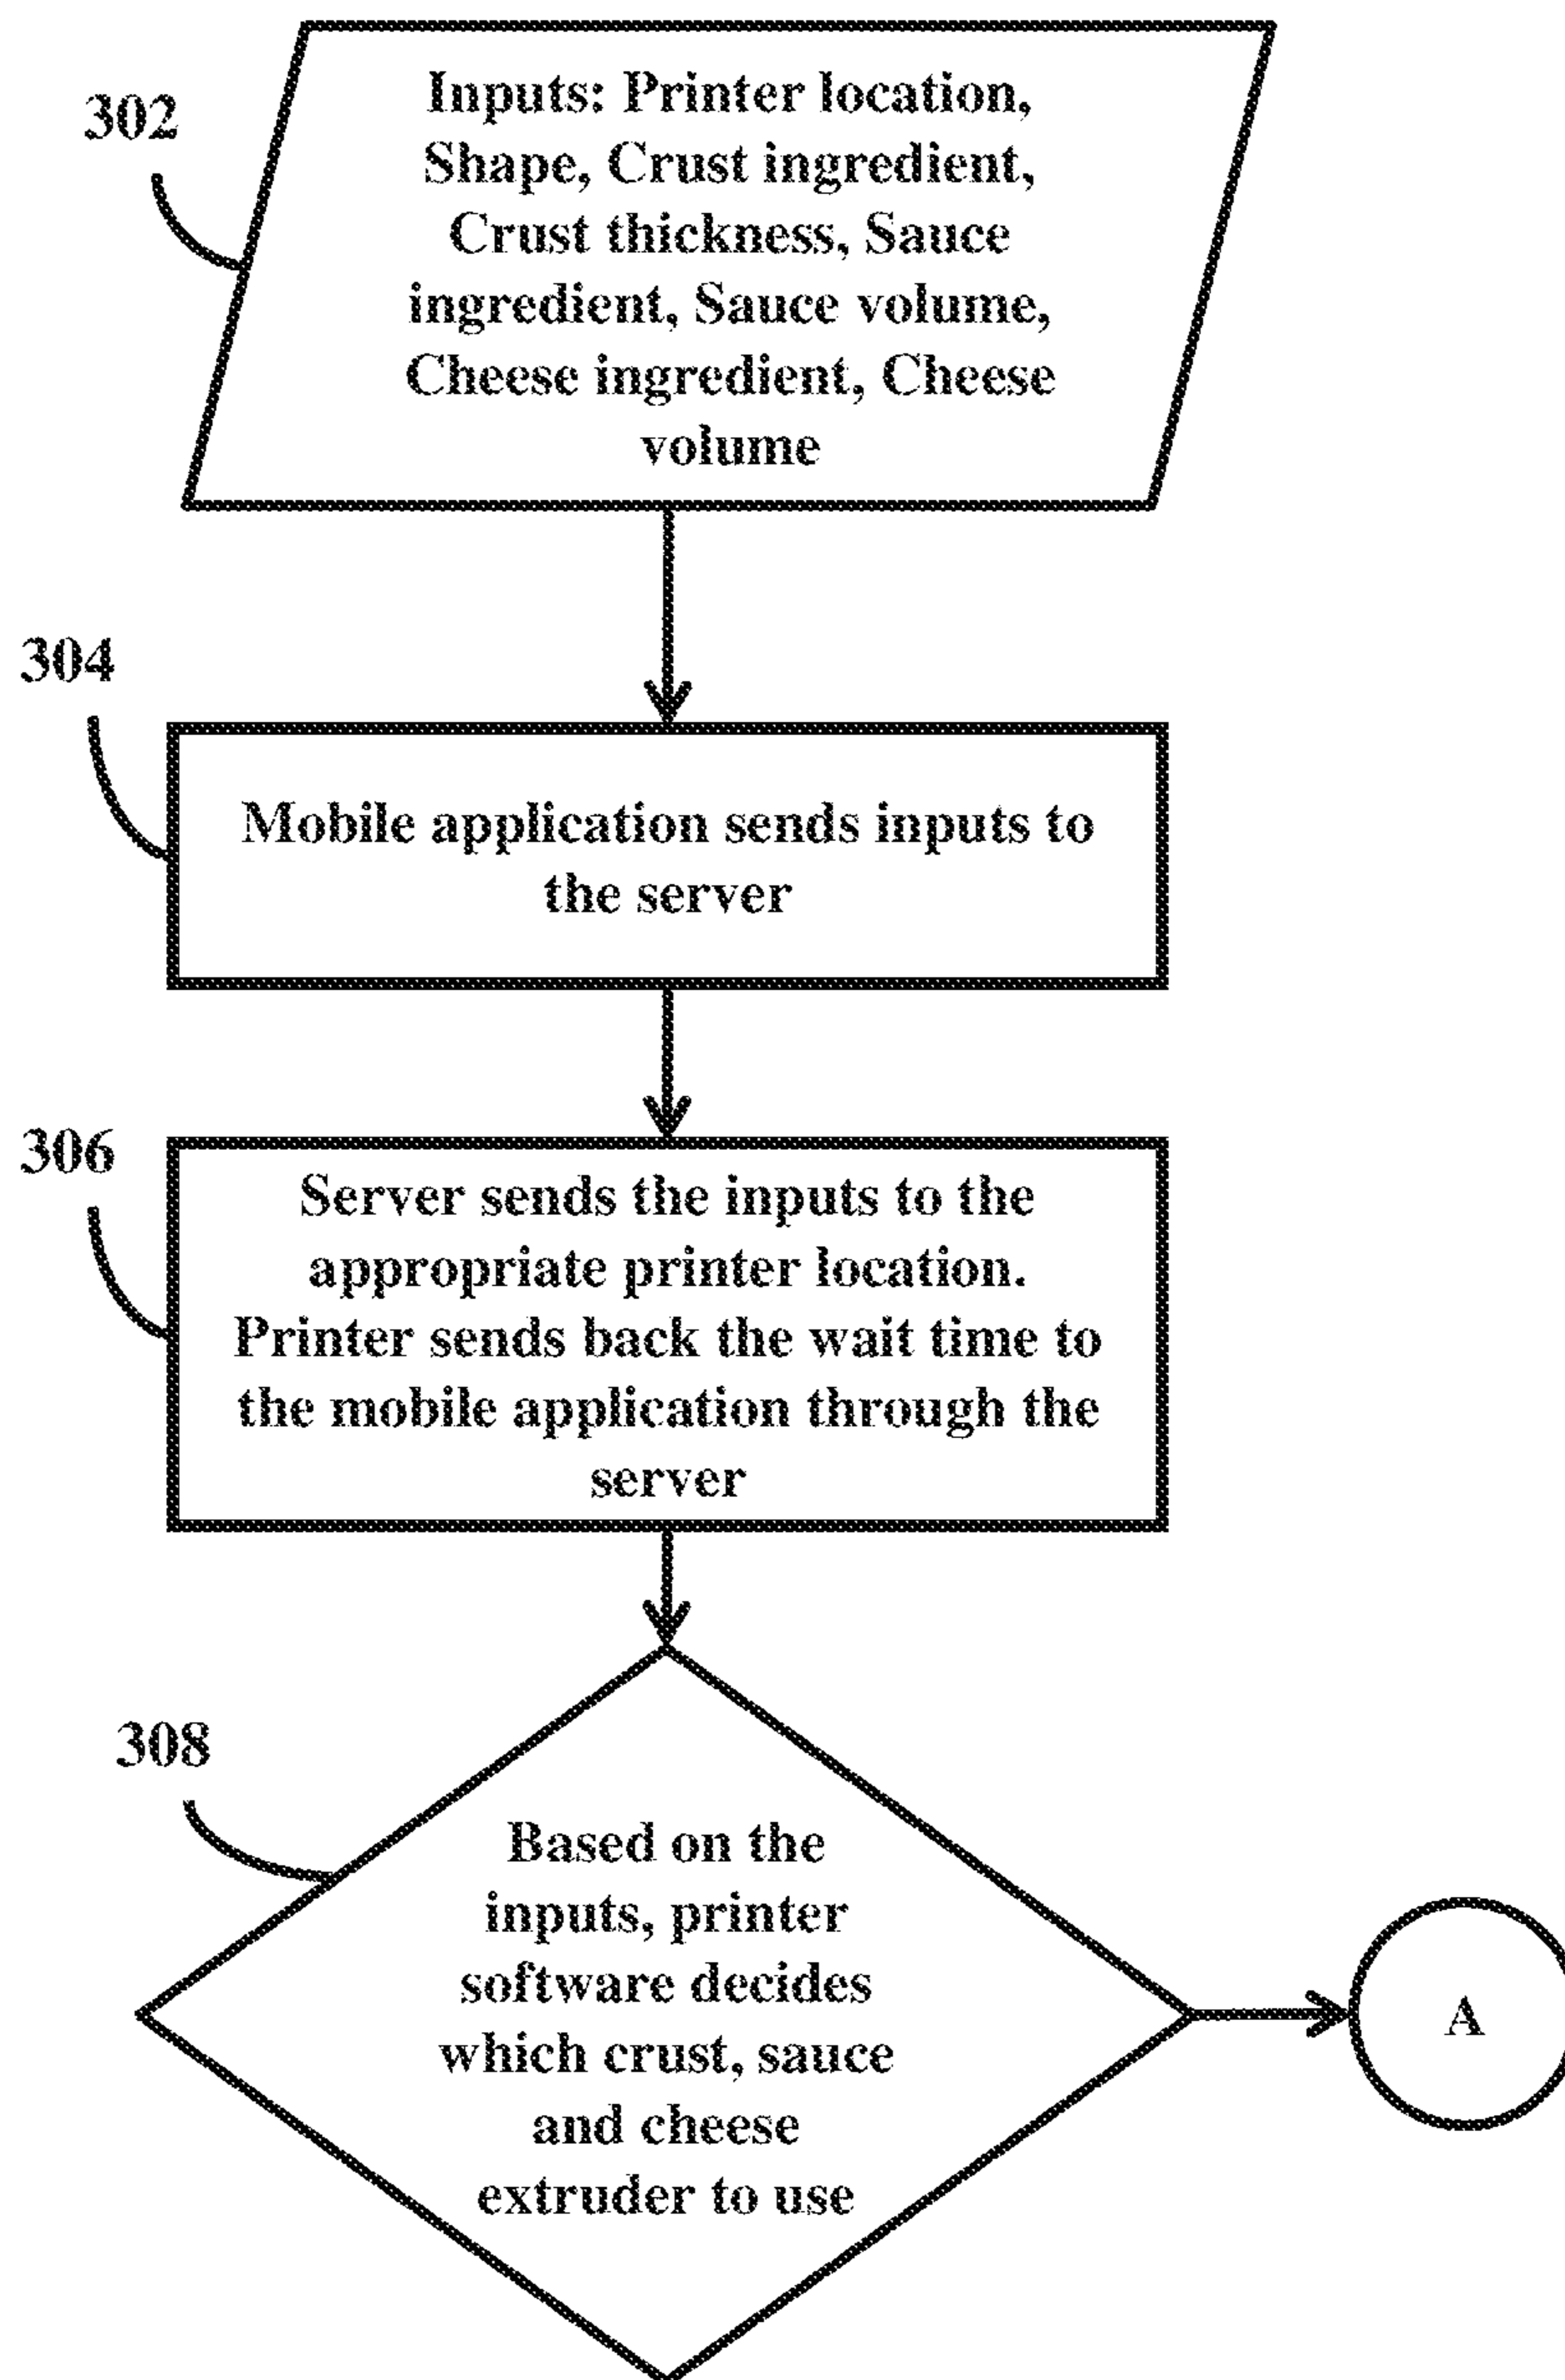 302
Inputs: Printer location,
Shape, Crust ingredient,
Crust thickness, Sauce
ingredient, Sauce volume,
Cheese ingredient, Cheese
volume
304
Mobile application sends inputs to
the server
306
Server sends the inputs to the
appropriate printer location.
Printer sends back the wait time to
the mobile application through the
server
308
Based on the
inputs, printer
software decides
which crust, sauce
and cheese
extruder to use
A